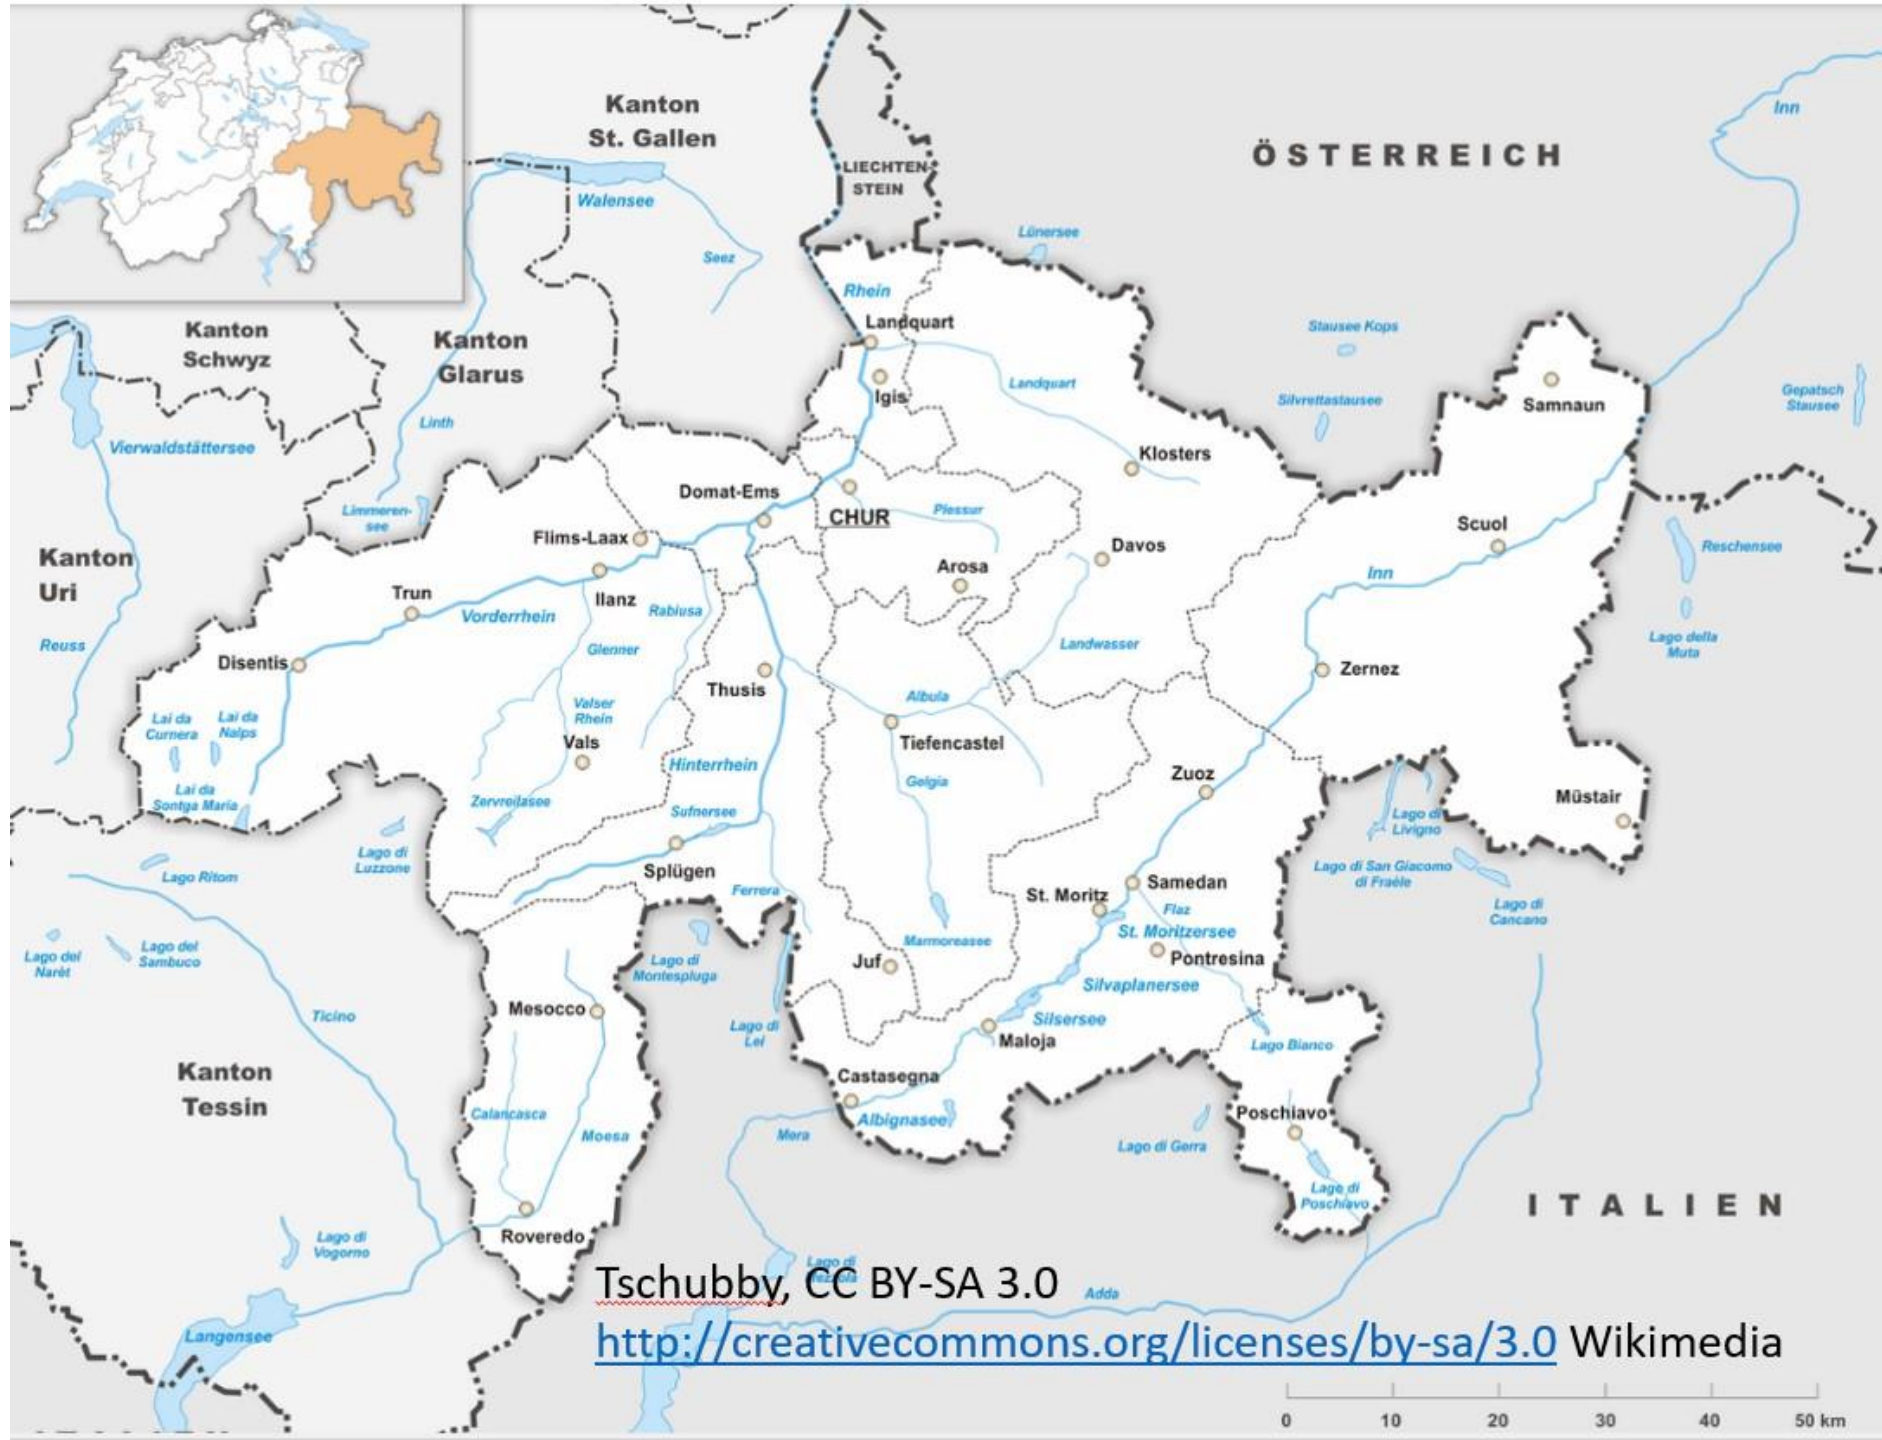 Kanton
St. Gallen
ÖSTERREICH
Inn
LIECHTEN-
STEIN
Walensee
Seez
Lünersee
Rhein
Landquart
Kanton
Schwyz
Kanton
Glarus
Stausee Kops
Landquart
Igis
Silvrettastausee
Gepatsch
Stausee
Samnaun
Linth
Vierwaldstättersee
Klosters
Domat-Ems
Limmeren-
see
CHUR
Plessur
Scuol
Flims-Laax
Davos
Reschensee
Kanton
Uri
Arosa
Inn
Trun
Ilanz
Rabiusa
Vorderrhein
Reuss
Glenner
Landwasser
Lago della
Muta
Disentis
Zernez
Thusis
Albula
Valser
Rhein
Lai da
Curnera
Lai da
Nalps
Vals
Tiefencastel
Hinterrhein
Zuoz
Gelgia
Lai da
Sontga Maria
Zervreilasee
Sufnersee
Müstair
Lago di
Livigno
Lago di
Luzzone
Lago Ritom
Splügen
Lago di San Giacomo
di Fraéle
Ferrera
St. Moritz
Samedan
Flaz
Lago di
Cancano
St. Moritzersee
Marmoreasee
Lago del
Narèt
Lago del
Sambuco
Lago di
Montespluga
Juf
Pontresina
Silvaplanersee
Mesocco
Ticino
Silsersee
Lago di
Lei
Maloja
Lago Bianco
Kanton
Tessin
Castasegna
Calancasca
Albignasee
Poschiavo
Moesa
Mera
Lago di Gerra
Lago di
Poschiavo
ITALIEN
Roveredo
Lago di
Vogorno
Lago di
Tschubby, CC BY-SA 3.0
Adda
Langensee
http://creativecommons.org/licenses/by-sa/3.0 Wikimedia
0 10 20 30 40 50 km